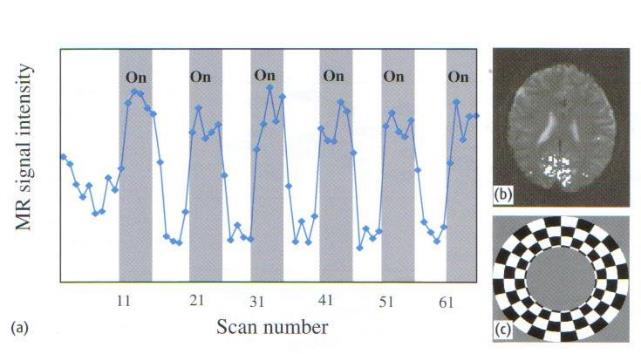 On On On On On On
MR signal intensity
11 21 31 41 51 61
Scan number
(a)
(b)
(c)